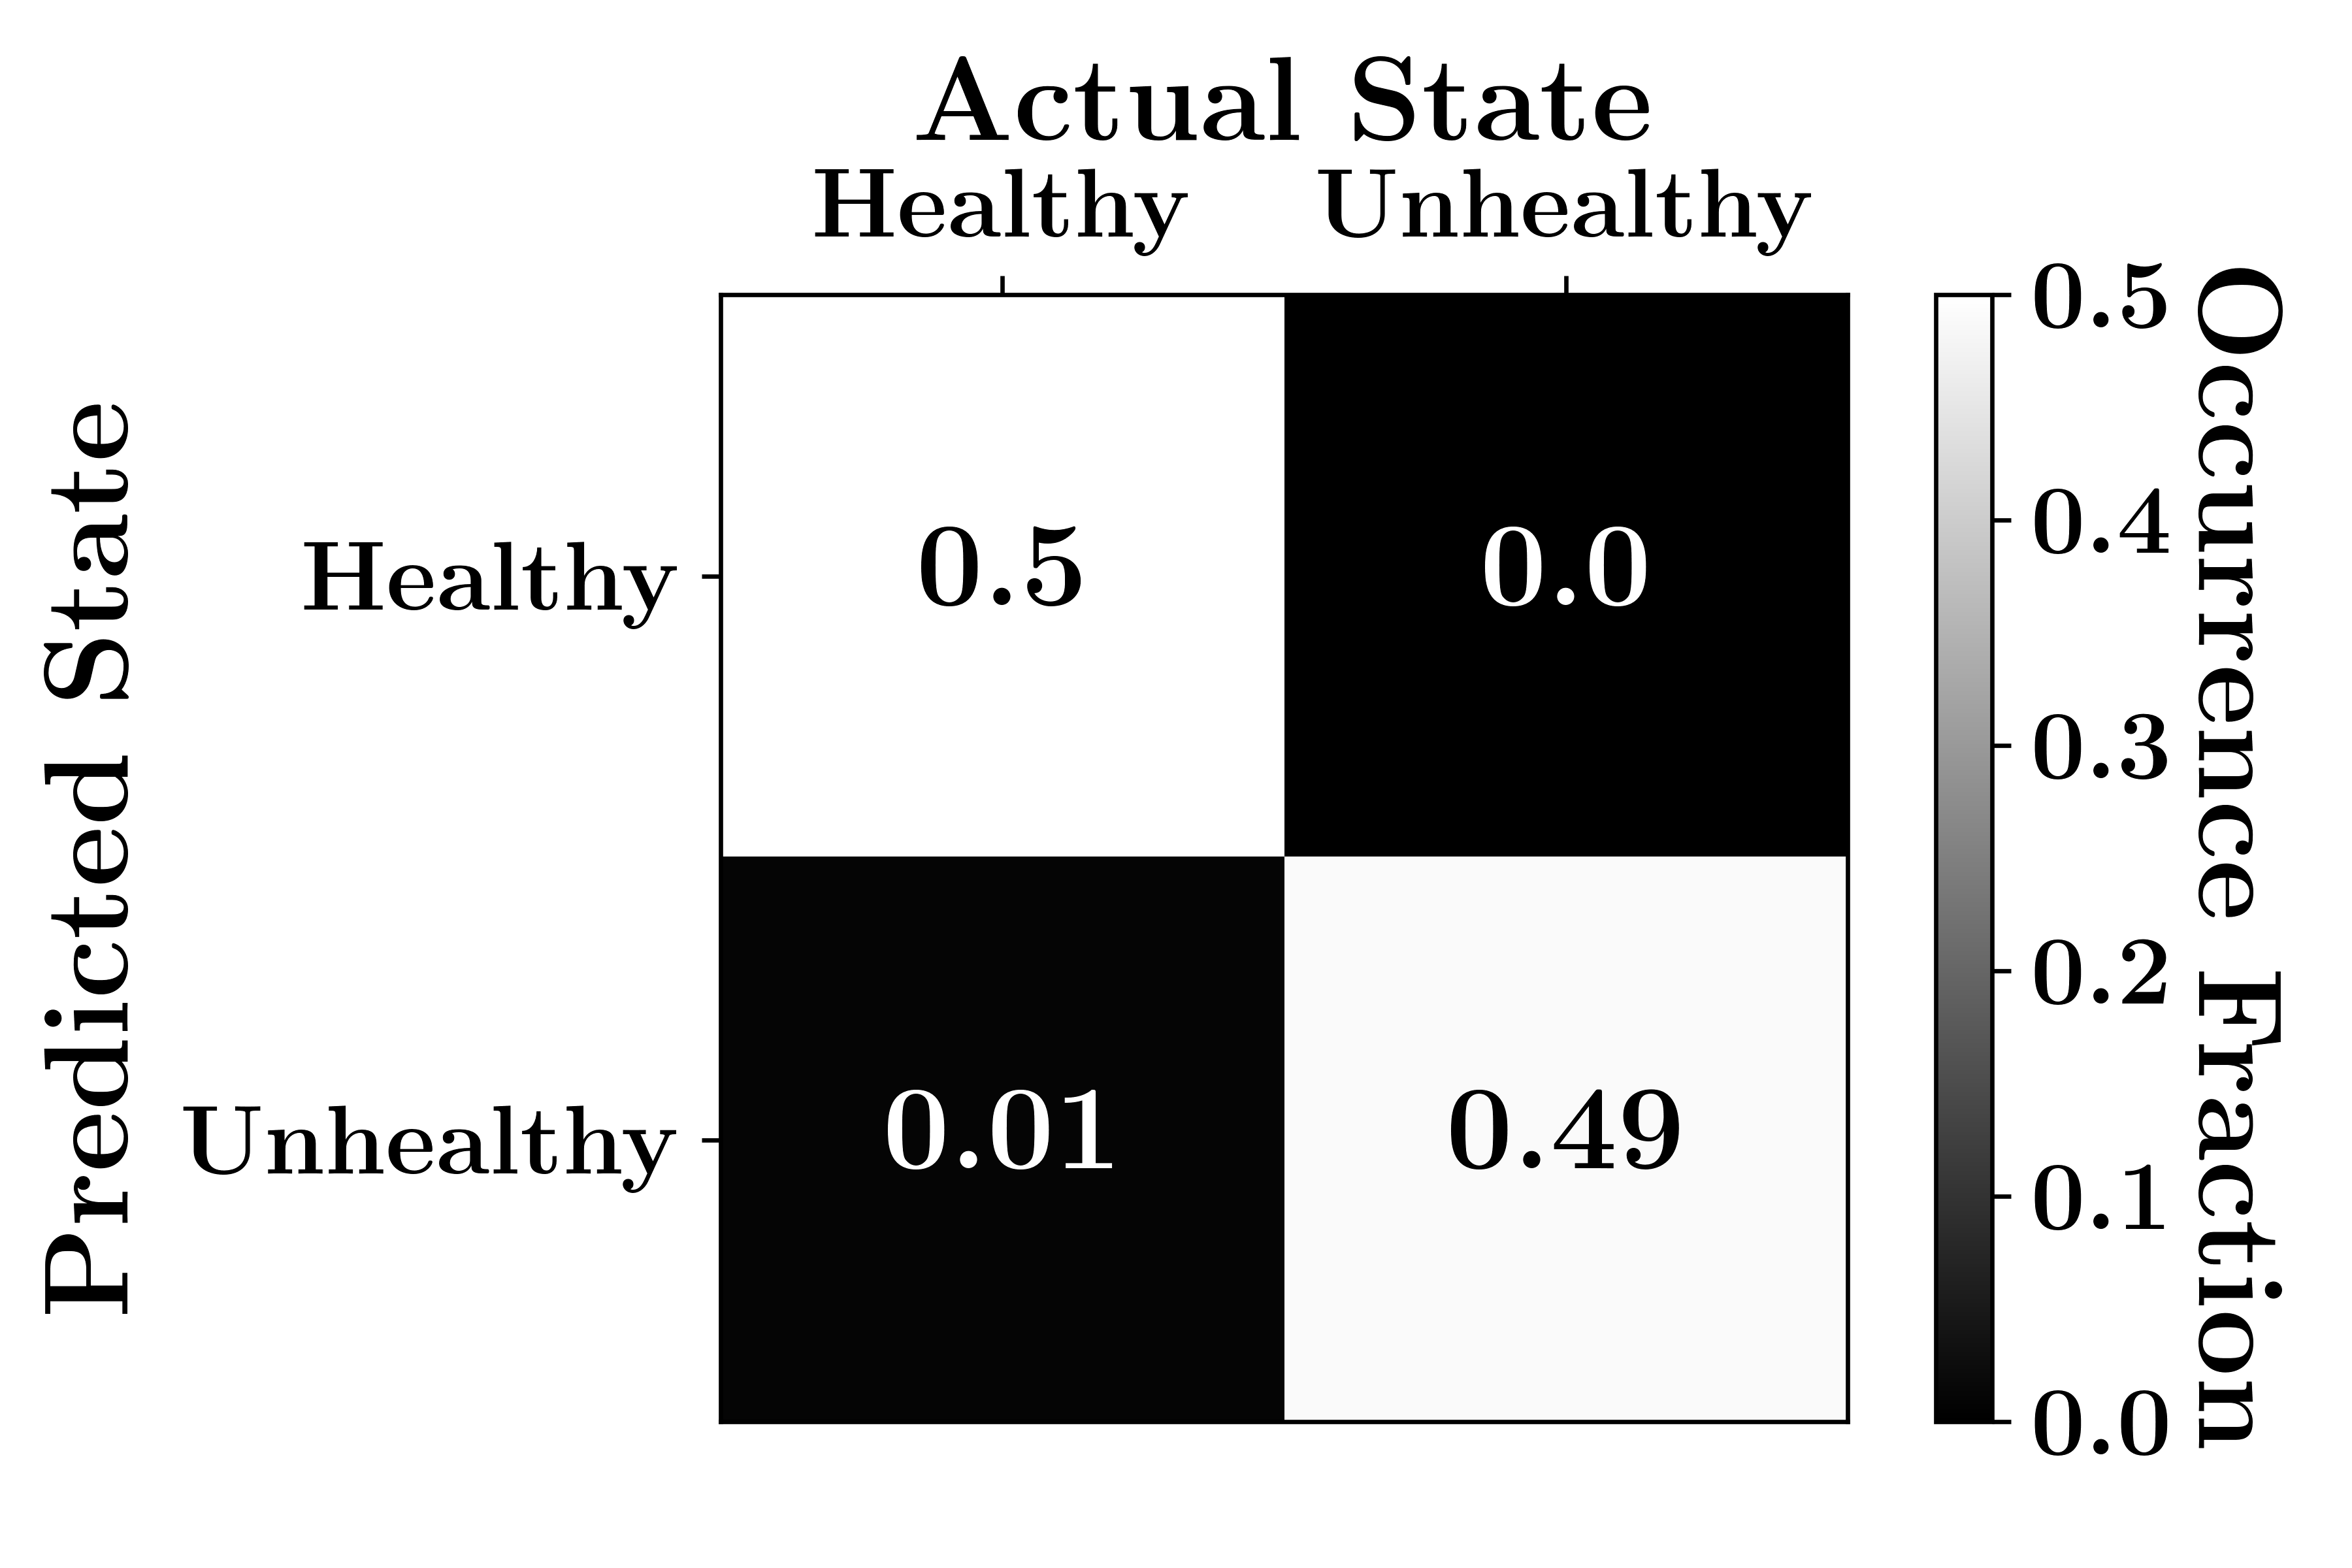 Actual State
Healthy Unhealthy
Predicted State
Healthy
0.5 0.0
Unhealthy
0.01 0.49
0.5
0.4
0.3
0.2
0.1
0.0
Occurrence Fraction